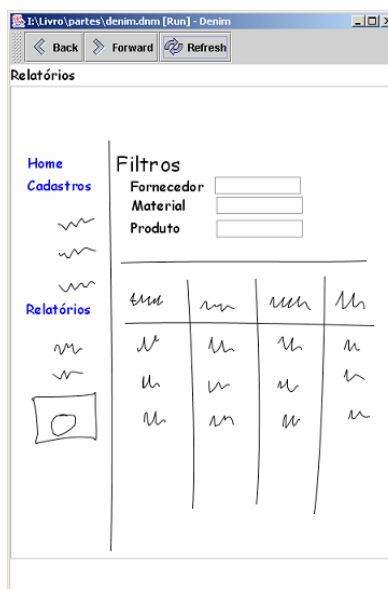 I:\Livro\partes\denim.dnm [Run] - Denim
Back Forward Refresh
Relatórios
Home
Cadastros
Relatórios
Filtros
Fornecedor
Material
Produto